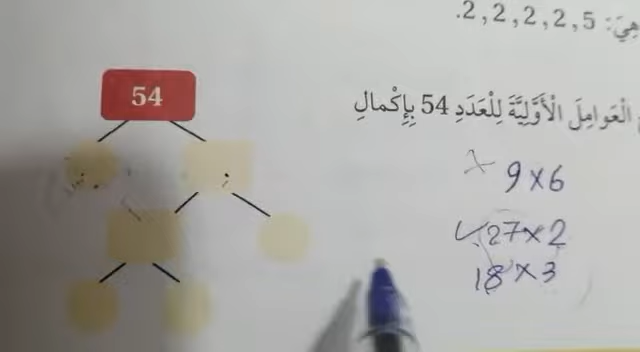 هِيَ: 2 , 2 , 2 , 2 , 5.
الْعَوامِلَ الْأَوَّلِيَّةَ لِلْعَدَدِ 54 بِإِكْمالِ
54
× 9×6
✓ 27×2
18×3